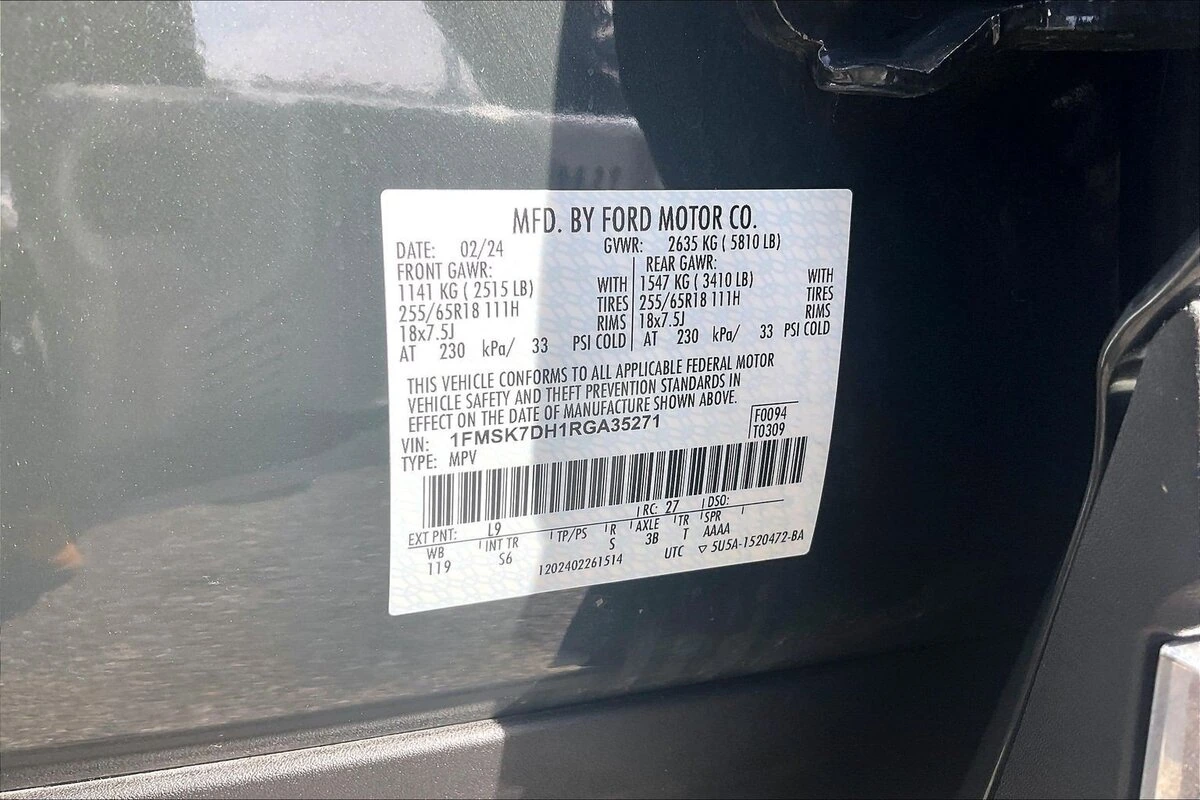 MFD. BY FORD MOTOR CO.
DATE: 02/24 GVWR: 2635 KG ( 5810 LB)
FRONT GAWR: REAR GAWR:
1141 KG ( 2515 LB) WITH 1547 KG ( 3410 LB) WITH
255/65R18 111H TIRES 255/65R18 111H TIRES
18x7.5J RIMS 18x7.5J RIMS
AT 230 kPa/ 33 PSI COLD AT 230 kPa/ 33 PSI COLD
THIS VEHICLE CONFORMS TO ALL APPLICABLE FEDERAL MOTOR
VEHICLE SAFETY AND THEFT PREVENTION STANDARDS IN
EFFECT ON THE DATE OF MANUFACTURE SHOWN ABOVE.
VIN: 1FMSK7DH1RGA35271 F0094
TYPE: MPV T0309
EXT PNT: L9 RC: 27 DSO:
WB INT TR TP/PS R AXLE TR SPR
119 S6 S 3B T AAAA
1202402261514 UTC ▽ 5U5A-1520472-BA